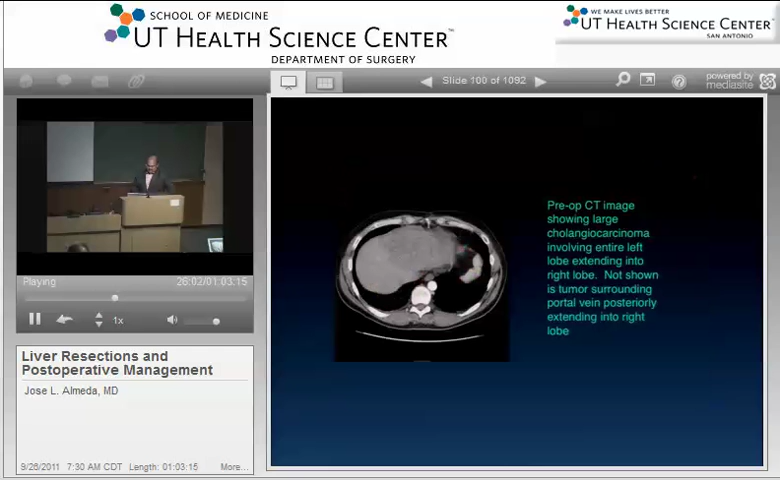 SCHOOL OF MEDICINE
UT HEALTH SCIENCE CENTER™
DEPARTMENT OF SURGERY
WE MAKE LIVES BETTER
UT HEALTH SCIENCE CENTER
SAN ANTONIO
Slide 100 of 1092
powered by
mediasite
Playing
26:02/01:03:15
1x
Liver Resections and
Postoperative Management
Jose L. Almeda, MD
9/26/2011 7:30 AM CDT Length: 01:03:15 More...
Pre-op CT image
showing large
cholangiocarcinoma
involving entire left
lobe extending into
right lobe. Not shown
is tumor surrounding
portal vein posteriorly
extending into right
lobe